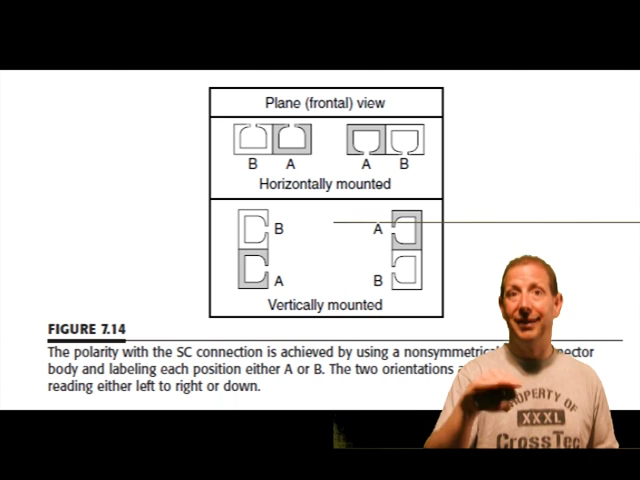 Plane (frontal) view
B A A B
Horizontally mounted
B A
A B
Vertically mounted
FIGURE 7.14
The polarity with the SC connection is achieved by using a nonsymmetrical
body and labeling each position either A or B. The two orientations
reading either left to right or down.
PROPERTY OF
XXXL
CrossTec